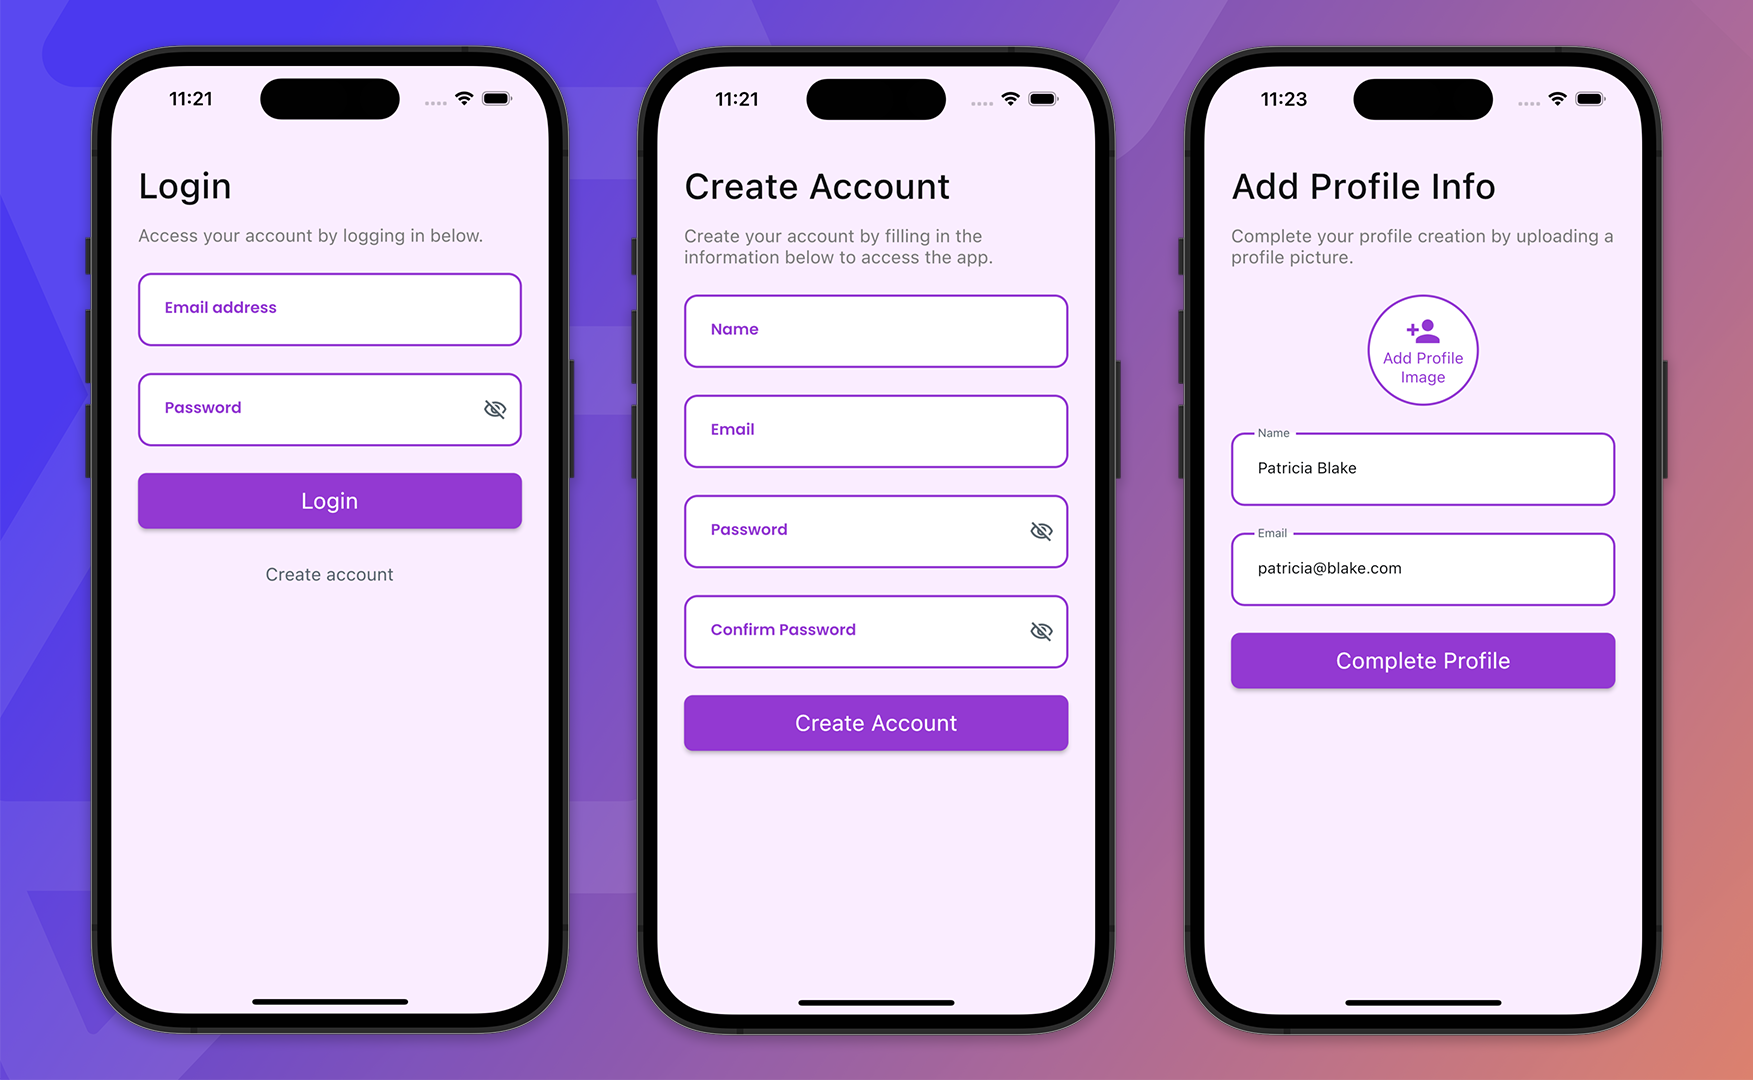 11:21
Login
Access your account by logging in below.
Email address
Password
Login
Create account
11:21
Create Account
Create your account by filling in the
information below to access the app.
Name
Email
Password
Confirm Password
Create Account
11:23
Add Profile Info
Complete your profile creation by uploading a
profile picture.
Add Profile
Image
Name
Patricia Blake
Email
patricia@blake.com
Complete Profile